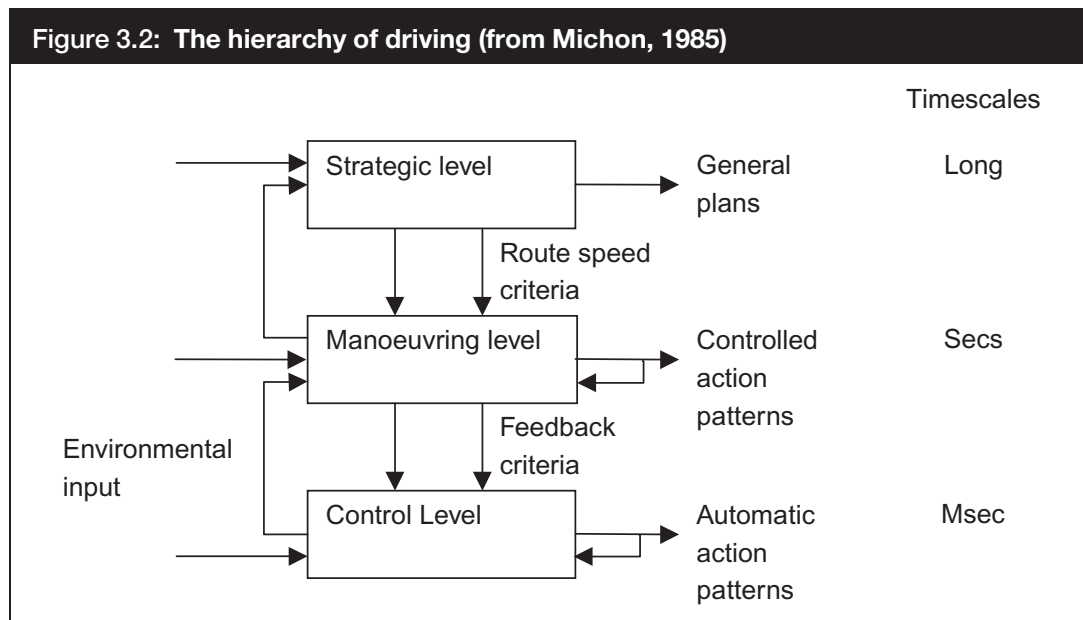 Figure 3.2: The hierarchy of driving (from Michon, 1985)
Timescales
Strategic level
General
plans
Long
Route speed
criteria
Manoeuvring level
Controlled
action
patterns
Secs
Feedback
criteria
Environmental
input
Control Level
Automatic
action
patterns
Msec